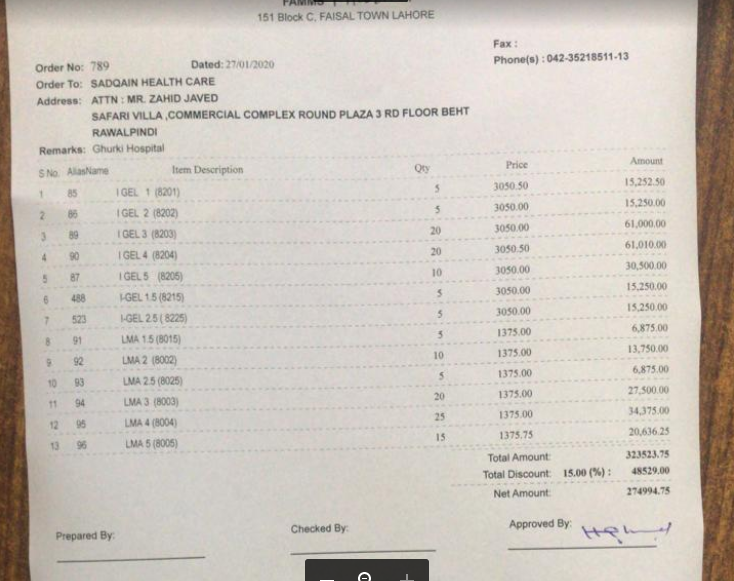 151 Block C, FAISAL TOWN LAHORE
Fax :
Order No: 789 Dated: 27/01/2020 Phone(s) : 042-35218511-13
Order To: SADQAIN HEALTH CARE
Address: ATTN : MR. ZAHID JAVED
SAFARI VILLA ,COMMERCIAL COMPLEX ROUND PLAZA 3 RD FLOOR BEHT
RAWALPINDI
Remarks: Ghurki Hospital
S No. AliasName Item Description Qty Price Amount
1 85 I GEL 1 (8201) 5 3050.50 15,252.50
2 86 I GEL 2 (8202) 5 3050.00 15,250.00
3 89 I GEL 3 (8203) 20 3050.00 61,000.00
4 90 I GEL 4 (8204) 20 3050.50 61,010.00
5 87 I GEL 5 (8205) 10 3050.00 30,500.00
6 488 I-GEL 1.5 (8215) 5 3050.00 15,250.00
7 523 I-GEL 2.5 ( 8225) 5 3050.00 15,250.00
8 91 LMA 1.5 (8015) 5 1375.00 6,875.00
9 92 LMA 2 (8002) 10 1375.00 13,750.00
10 93 LMA 2.5 (8025) 5 1375.00 6,875.00
11 94 LMA 3 (8003) 20 1375.00 27,500.00
12 95 LMA 4 (8004) 25 1375.00 34,375.00
13 96 LMA 5 (8005) 15 1375.75 20,636.25
Total Amount: 323523.75
Total Discount: 15.00 (%) : 48529.00
Net Amount: 274994.75
Prepared By: Checked By: Approved By: